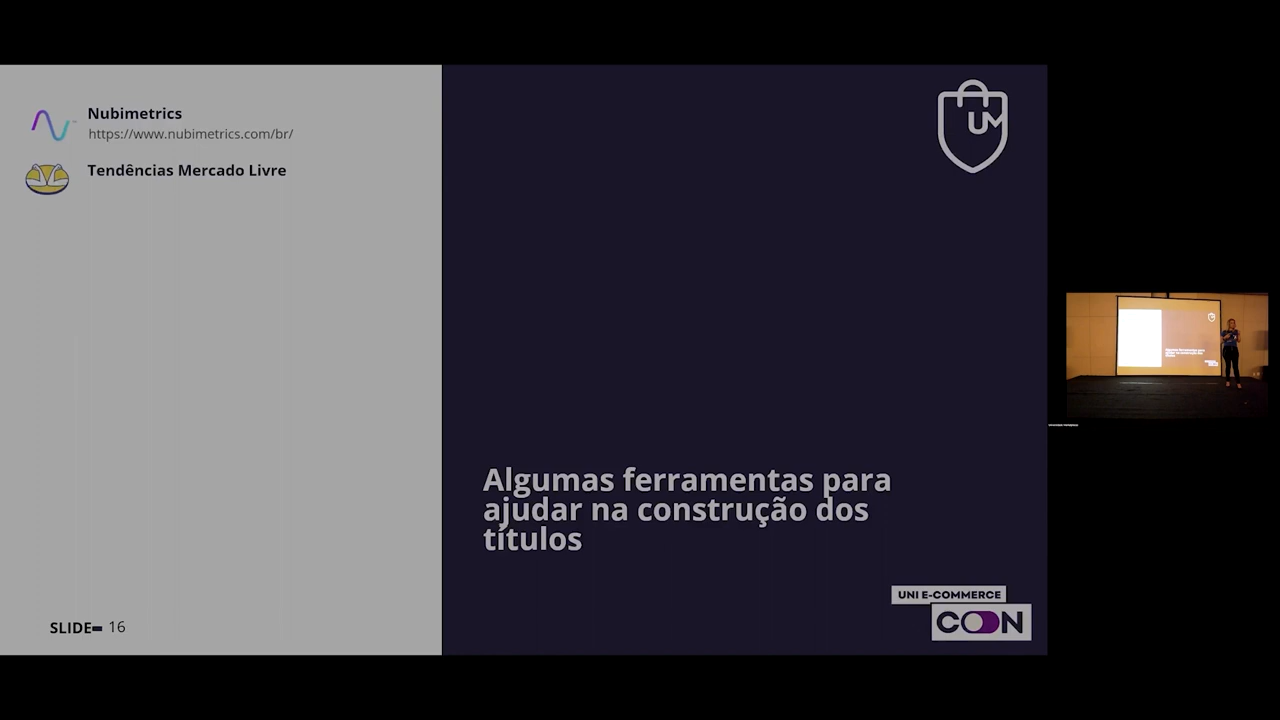 Nubimetrics
https://www.nubimetrics.com/br/
Tendências Mercado Livre
UM
Algumas ferramentas para
ajudar na construção dos
títulos
UNI E-COMMERCE
CON
SLIDE 16